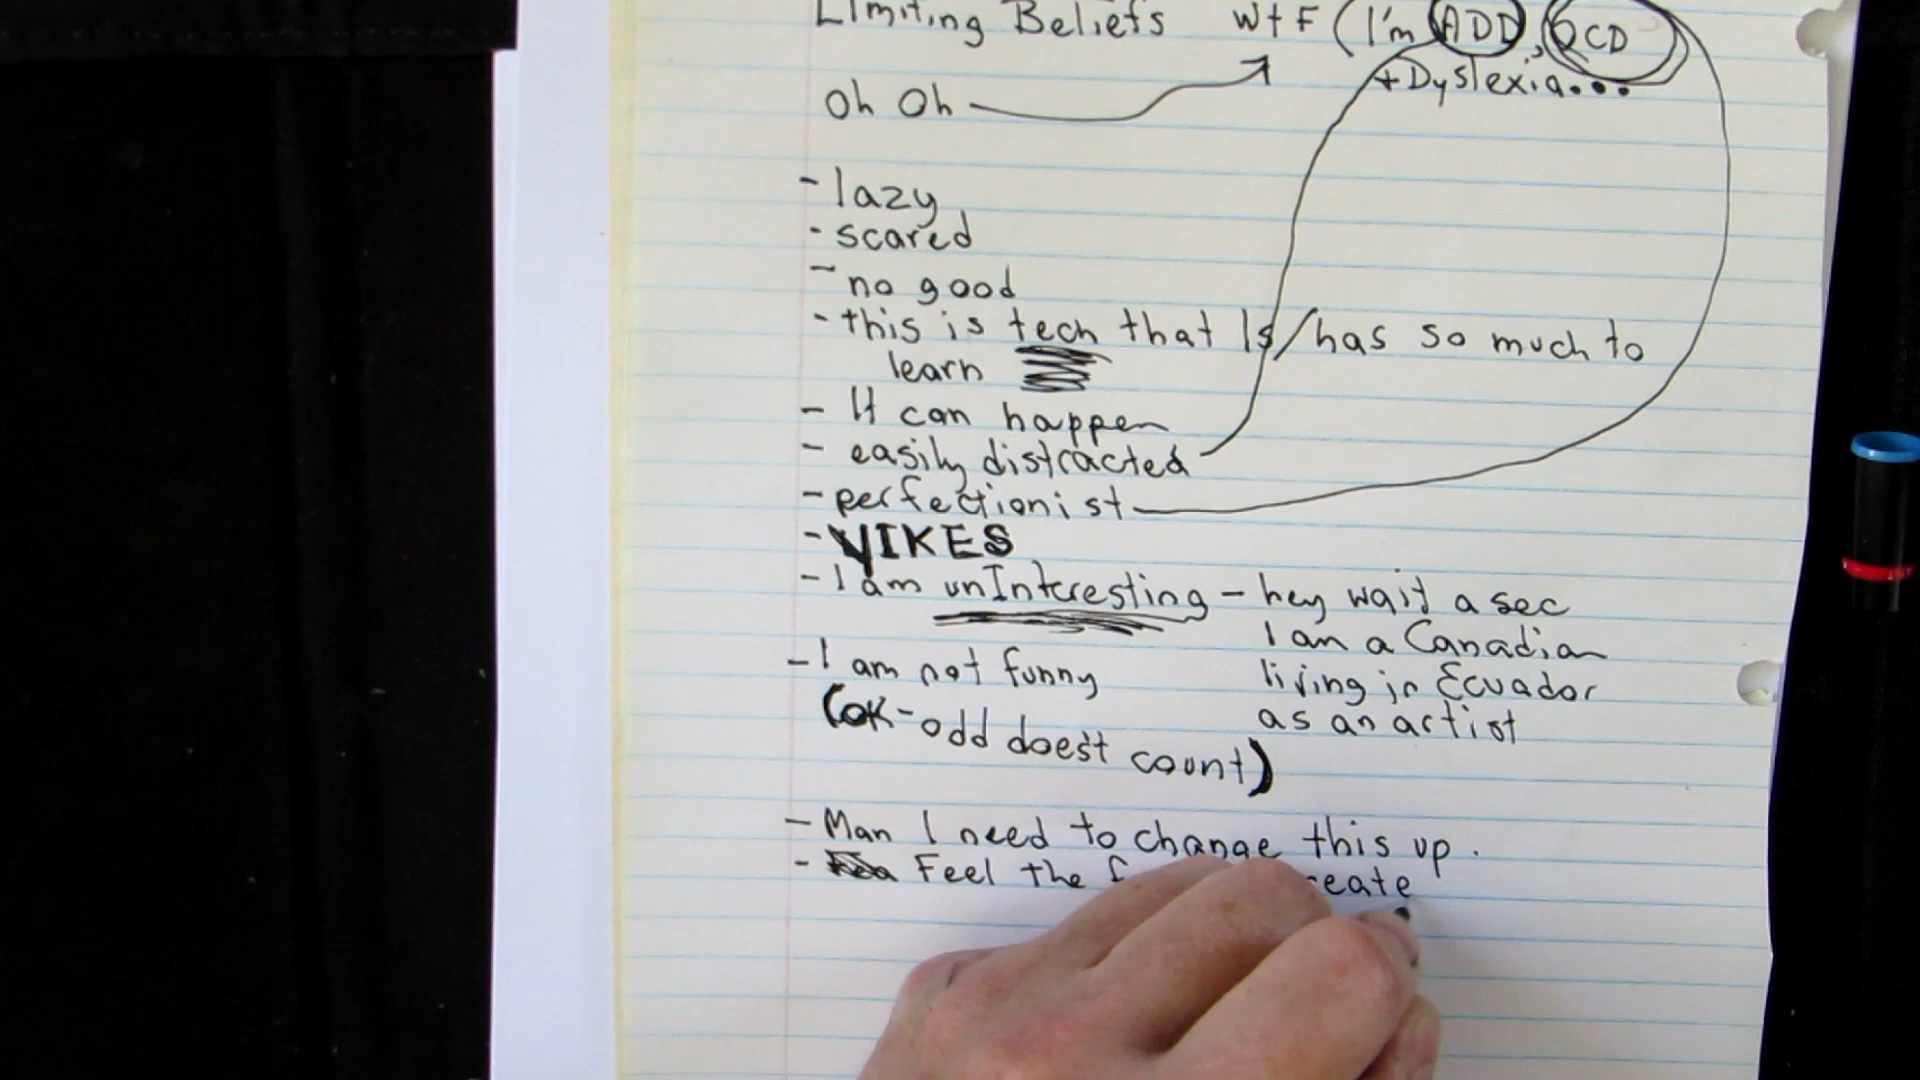 Limiting Beliefs WTF (I'm ADD, OCD
+ Dyslexia...
Oh Oh
- lazy
- scared
- no good
- this is tech that Is/has so much to
learn
- It can happen
- easily distracted
- perfectionist
- YIKES
- I am unInteresting - hey wait a sec
I am a Canadian
living in Ecuador
as an artist
- I am not funny
(OK - odd does't count)
- Man I need to change this up.
- Feel the